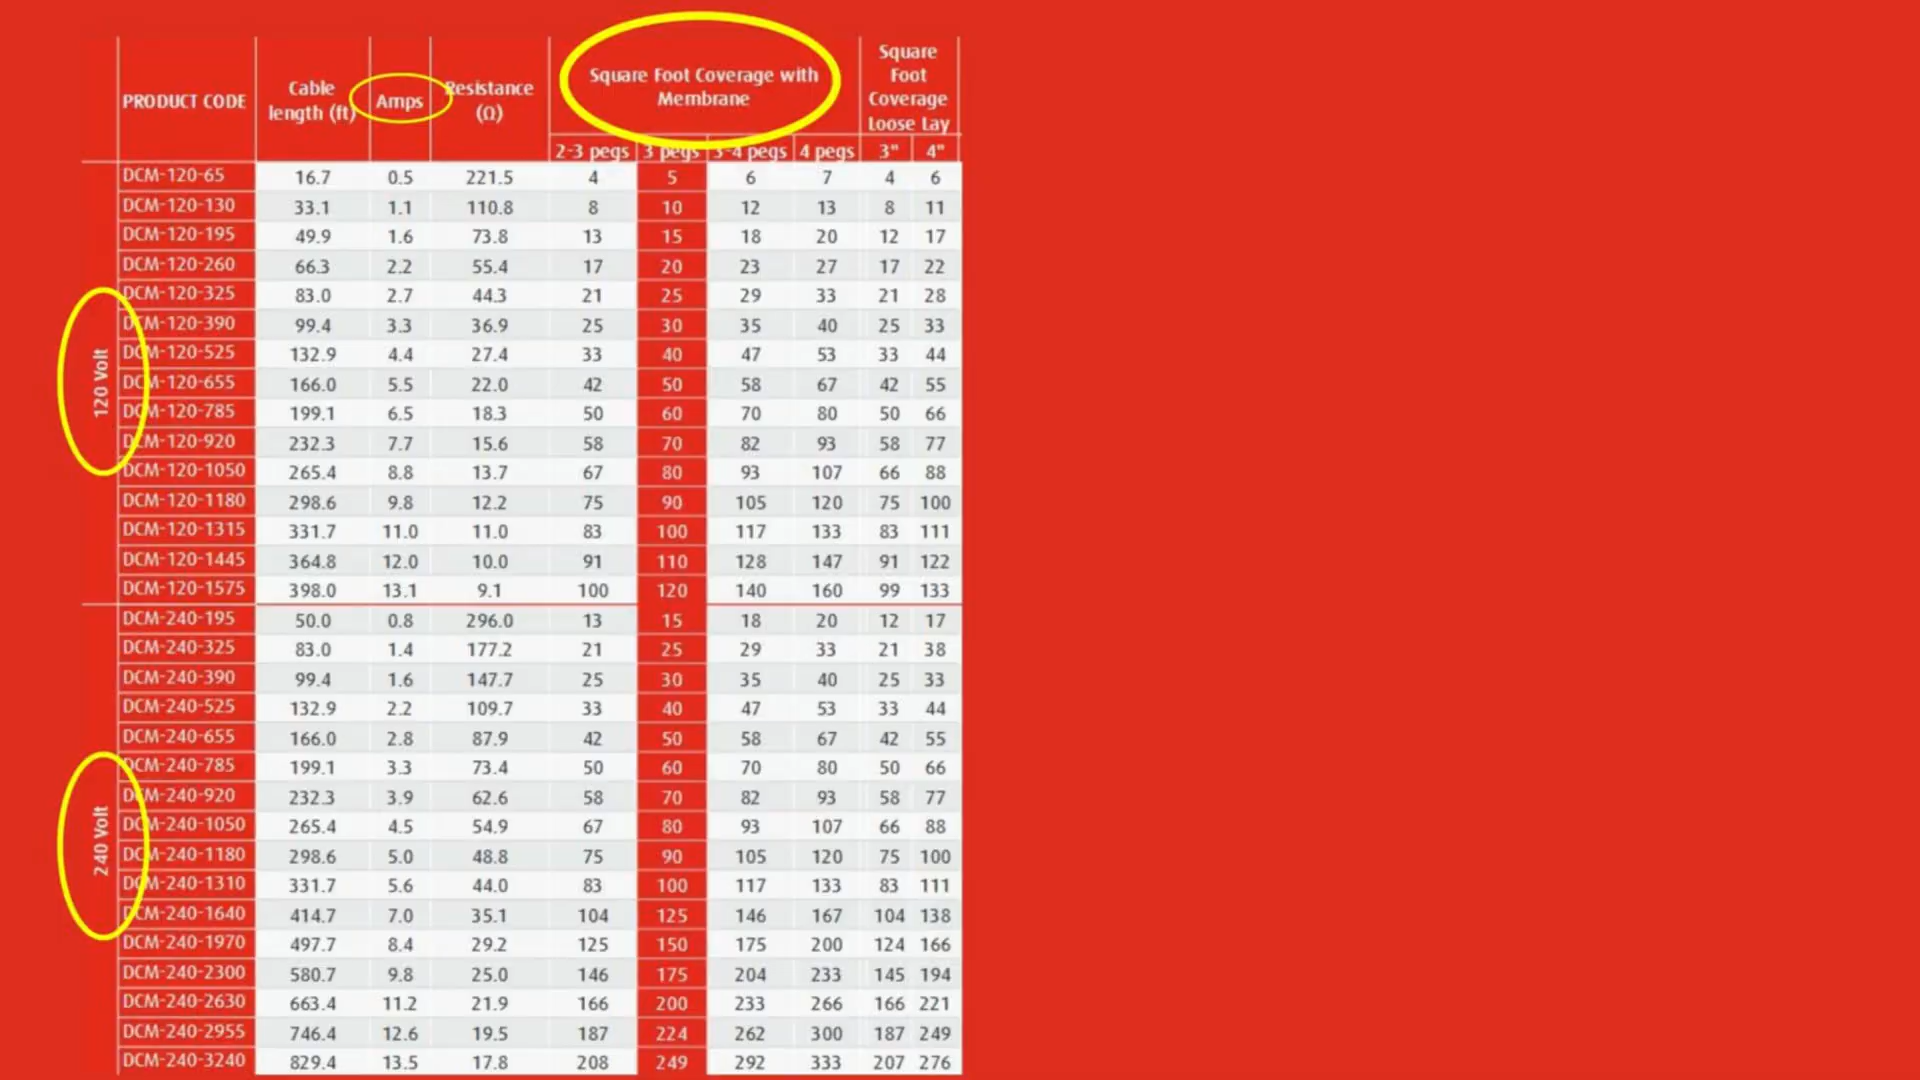 PRODUCT CODE Cable length (ft) Amps Resistance (Ω) Square Foot Coverage with Membrane Square Foot Coverage Loose Lay
2-3 pegs 3 pegs 3-4 pegs 4 pegs 3" 4"
120 Volt
DCM-120-65 16.7 0.5 221.5 4 5 6 7 4 6
DCM-120-130 33.1 1.1 110.8 8 10 12 13 8 11
DCM-120-195 49.9 1.6 73.8 13 15 18 20 12 17
DCM-120-260 66.3 2.2 55.4 17 20 23 27 17 22
DCM-120-325 83.0 2.7 44.3 21 25 29 33 21 28
DCM-120-390 99.4 3.3 36.9 25 30 35 40 25 33
DCM-120-525 132.9 4.4 27.4 33 40 47 53 33 44
DCM-120-655 166.0 5.5 22.0 42 50 58 67 42 55
DCM-120-785 199.1 6.5 18.3 50 60 70 80 50 66
DCM-120-920 232.3 7.7 15.6 58 70 82 93 58 77
DCM-120-1050 265.4 8.8 13.7 67 80 93 107 66 88
DCM-120-1180 298.6 9.8 12.2 75 90 105 120 75 100
DCM-120-1315 331.7 11.0 11.0 83 100 117 133 83 111
DCM-120-1445 364.8 12.0 10.0 91 110 128 147 91 122
DCM-120-1575 398.0 13.1 9.1 100 120 140 160 99 133
240 Volt
DCM-240-195 50.0 0.8 296.0 13 15 18 20 12 17
DCM-240-325 83.0 1.4 177.2 21 25 29 33 21 38
DCM-240-390 99.4 1.6 147.7 25 30 35 40 25 33
DCM-240-525 132.9 2.2 109.7 33 40 47 53 33 44
DCM-240-655 166.0 2.8 87.9 42 50 58 67 42 55
DCM-240-785 199.1 3.3 73.4 50 60 70 80 50 66
DCM-240-920 232.3 3.9 62.6 58 70 82 93 58 77
DCM-240-1050 265.4 4.5 54.9 67 80 93 107 66 88
DCM-240-1180 298.6 5.0 48.8 75 90 105 120 75 100
DCM-240-1310 331.7 5.6 44.0 83 100 117 133 83 111
DCM-240-1640 414.7 7.0 35.1 104 125 146 167 104 138
DCM-240-1970 497.7 8.4 29.2 125 150 175 200 124 166
DCM-240-2300 580.7 9.8 25.0 146 175 204 233 145 194
DCM-240-2630 663.4 11.2 21.9 166 200 233 266 166 221
DCM-240-2955 746.4 12.6 19.5 187 224 262 300 187 249
DCM-240-3240 829.4 13.5 17.8 208 249 292 333 207 276